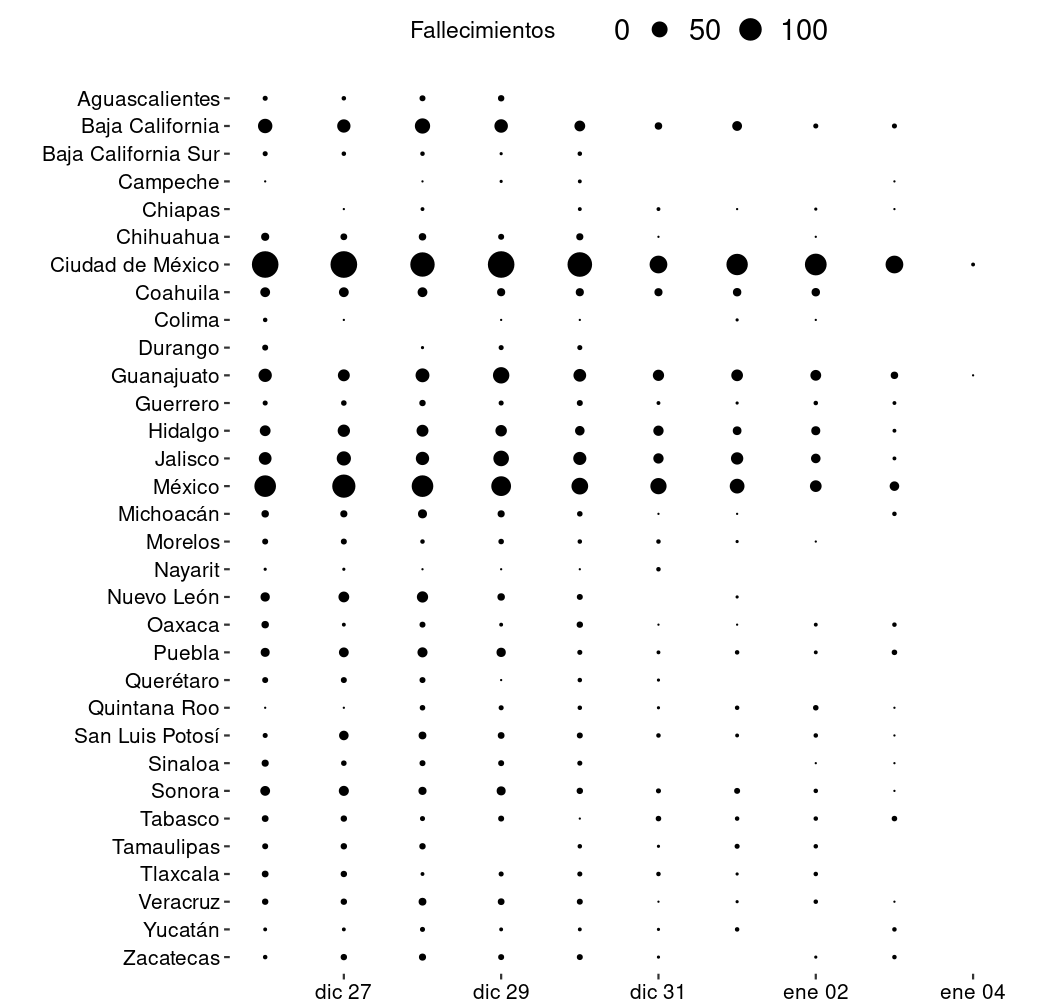 Fallecimientos 0 50 100
Aguascalientes
Baja California
Baja California Sur
Campeche
Chiapas
Chihuahua
Ciudad de México
Coahuila
Colima
Durango
Guanajuato
Guerrero
Hidalgo
Jalisco
México
Michoacán
Morelos
Nayarit
Nuevo León
Oaxaca
Puebla
Querétaro
Quintana Roo
San Luis Potosí
Sinaloa
Sonora
Tabasco
Tamaulipas
Tlaxcala
Veracruz
Yucatán
Zacatecas
dic 27 dic 29 dic 31 ene 02 ene 04